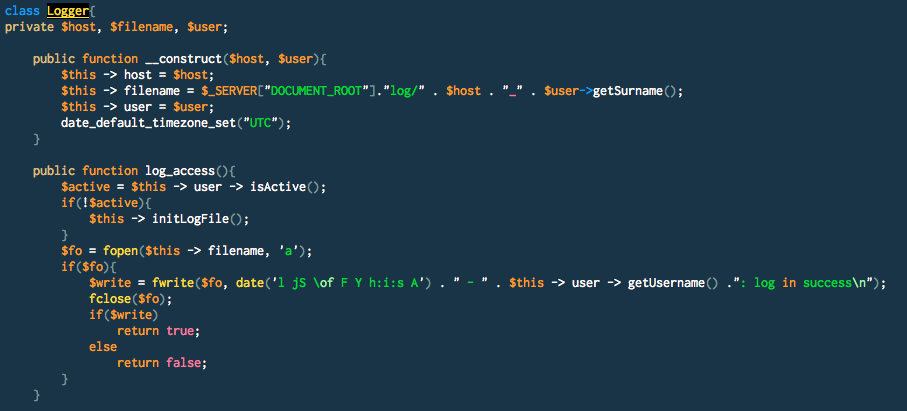 class Logger{
private $host, $filename, $user;
public function __construct($host, $user){
$this -> host = $host;
$this -> filename = $_SERVER["DOCUMENT_ROOT"]."log/" . $host . "_" . $user->getSurname();
$this -> user = $user;
date_default_timezone_set("UTC");
}
public function log_access(){
$active = $this -> user -> isActive();
if(!$active){
$this -> initLogFile();
}
$fo = fopen($this -> filename, 'a');
if($fo){
$write = fwrite($fo, date('l jS \of F Y h:i:s A') . " - " . $this -> user -> getUsername() .": log in success\n");
fclose($fo);
if($write)
return true;
else
return false;
}
}